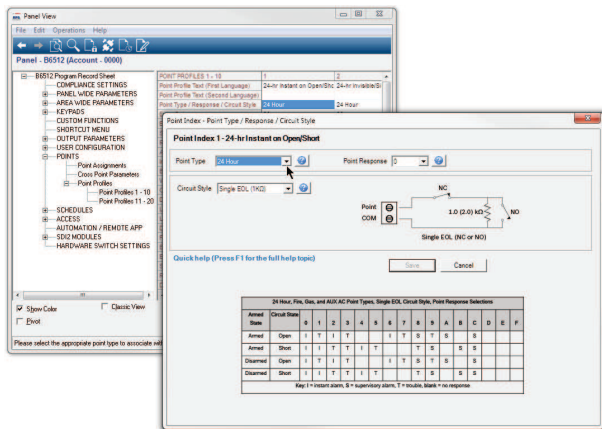 Panel View
File Edit Operations Help
Panel - B6512 (Account - 0000)
B6512 Program Record Sheet
COMPLIANCE SETTINGS
PANEL WIDE PARAMETERS
AREA WIDE PARAMETERS
KEYPADS
CUSTOM FUNCTIONS
SHORTCUT MENU
OUTPUT PARAMETERS
USER CONFIGURATION
POINTS
Point Assignments
Cross Point Parameters
Point Profiles
Point Profiles 1 - 10
Point Profiles 11 - 20
SCHEDULES
ACCESS
AUTOMATION / REMOTE APP
SDI2 MODULES
HARDWARE SWITCH SETTINGS
POINT PROFILES 1 - 10 1 2
Point Profile Text (First Language) 24-hr Instant on Open/Sho 24-hr Invisible/Si
Point Profile Text (Second Language)
Point Type / Response / Circuit Style 24 Hour 24 Hour
Show Color Classic View
Pivot
Please select the appropriate point type to associate wit
Point Index - Point Type / Response / Circuit Style
Point Index 1 - 24-hr Instant on Open/Short
Point Type 24 Hour Point Response 0
Circuit Style Single EOL (1KΩ)
NC
Point
COM
1.0 (2.0) kΩ NO
Single EOL (NC or NO)
Quick help (Press F1 for the full help topic)
Save Cancel
24 Hour, Fire, Gas, and AUX AC Point Types, Single EOL Circuit Style, Point Response Selections
Armed State Circuit State 0 1 2 3 4 5 6 7 8 9 A B C D E F
Armed Open I T I T I T S T S S
Armed Short I I T T I T T S S S
Disarmed Open I T I T I T S T S S
Disarmed Short I I T T I T T S S S
Key: I = instant alarm, S = supervisory alarm, T = trouble, blank = no response